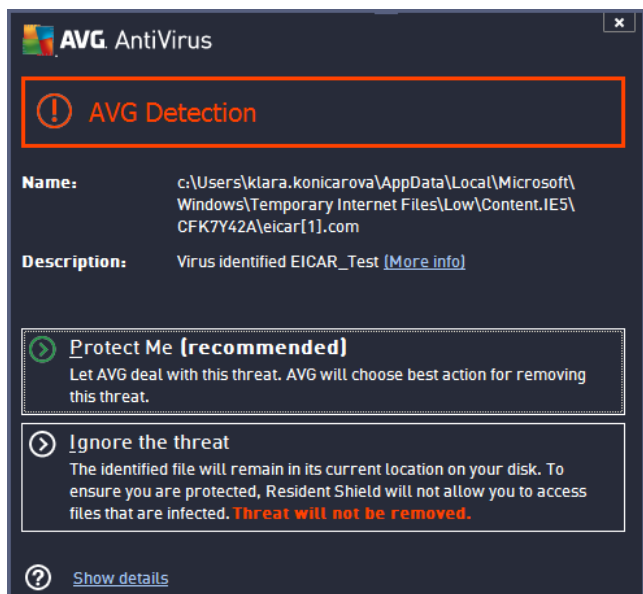 AVG. AntiVirus
x
AVG Detection
Name: c:\Users\klara.konicarova\AppData\Local\Microsoft\
Windows\Temporary Internet Files\Low\Content.IE5\
CFK7Y42A\eicar[1].com
Description: Virus identified EICAR_Test (More info)
Protect Me (recommended)
Let AVG deal with this threat. AVG will choose best action for removing
this threat.
Ignore the threat
The identified file will remain in its current location on your disk. To
ensure you are protected, Resident Shield will not allow you to access
files that are infected. Threat will not be removed.
Show details